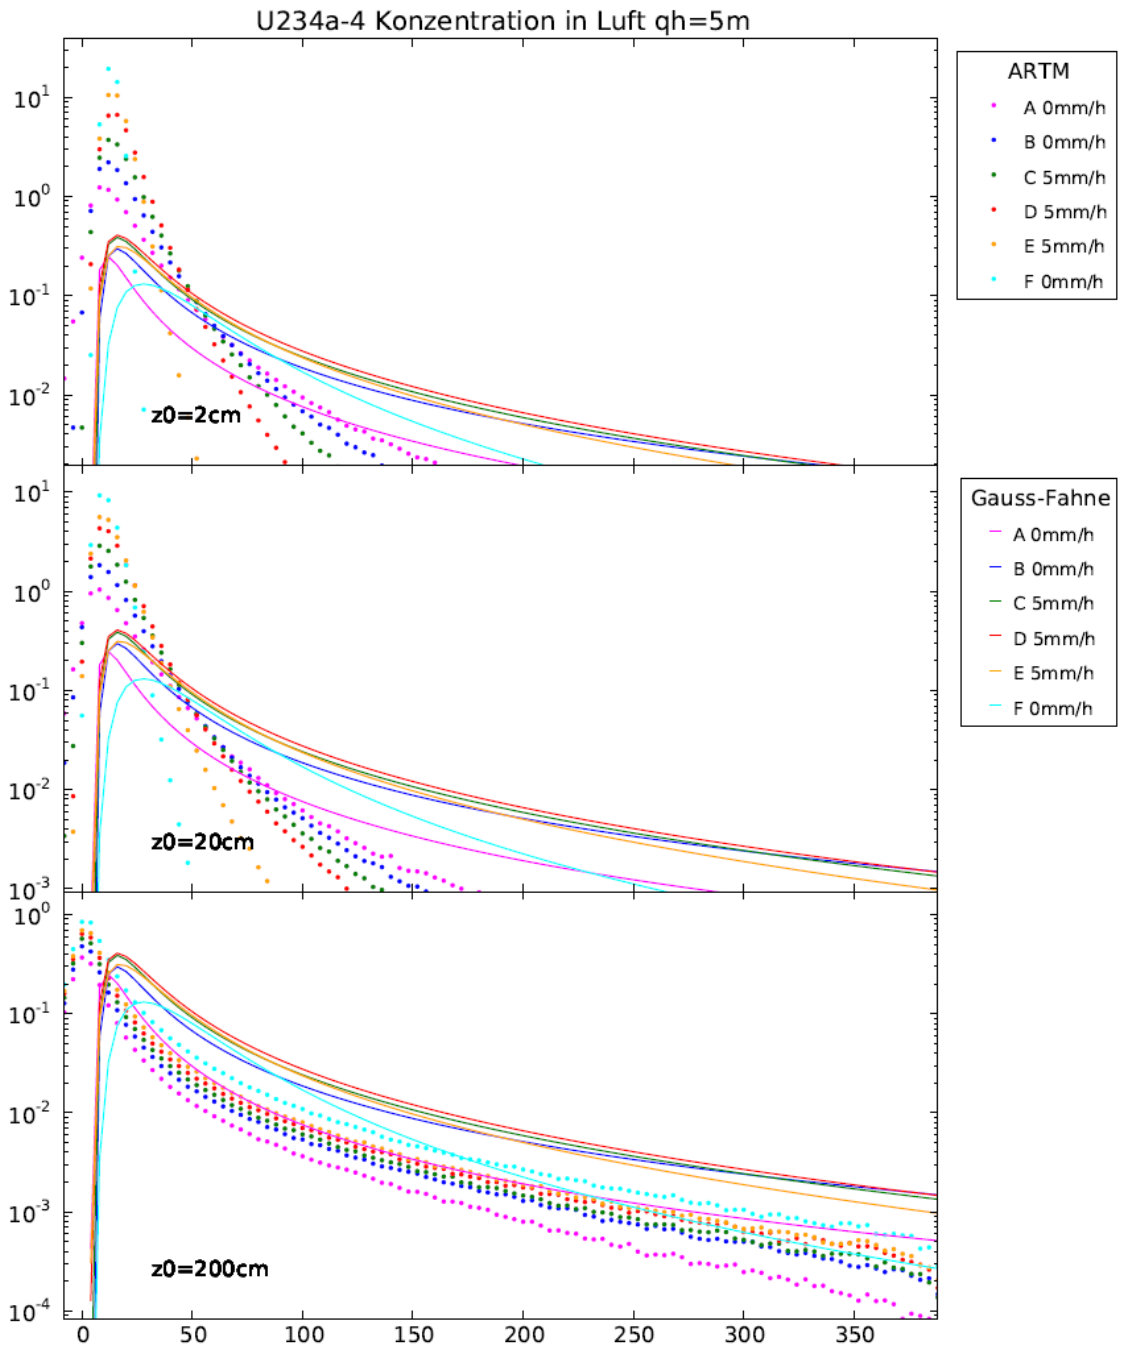 U234a-4 Konzentration in Luft qh=5m
10^1
10^0
10^-1
10^-2
z0=2cm
10^1
10^0
10^-1
10^-2
10^-3
z0=20cm
10^0
10^-1
10^-2
10^-3
10^-4
z0=200cm
0 50 100 150 200 250 300 350
ARTM
A 0mm/h
B 0mm/h
C 5mm/h
D 5mm/h
E 5mm/h
F 0mm/h
Gauss-Fahne
A 0mm/h
B 0mm/h
C 5mm/h
D 5mm/h
E 5mm/h
F 0mm/h